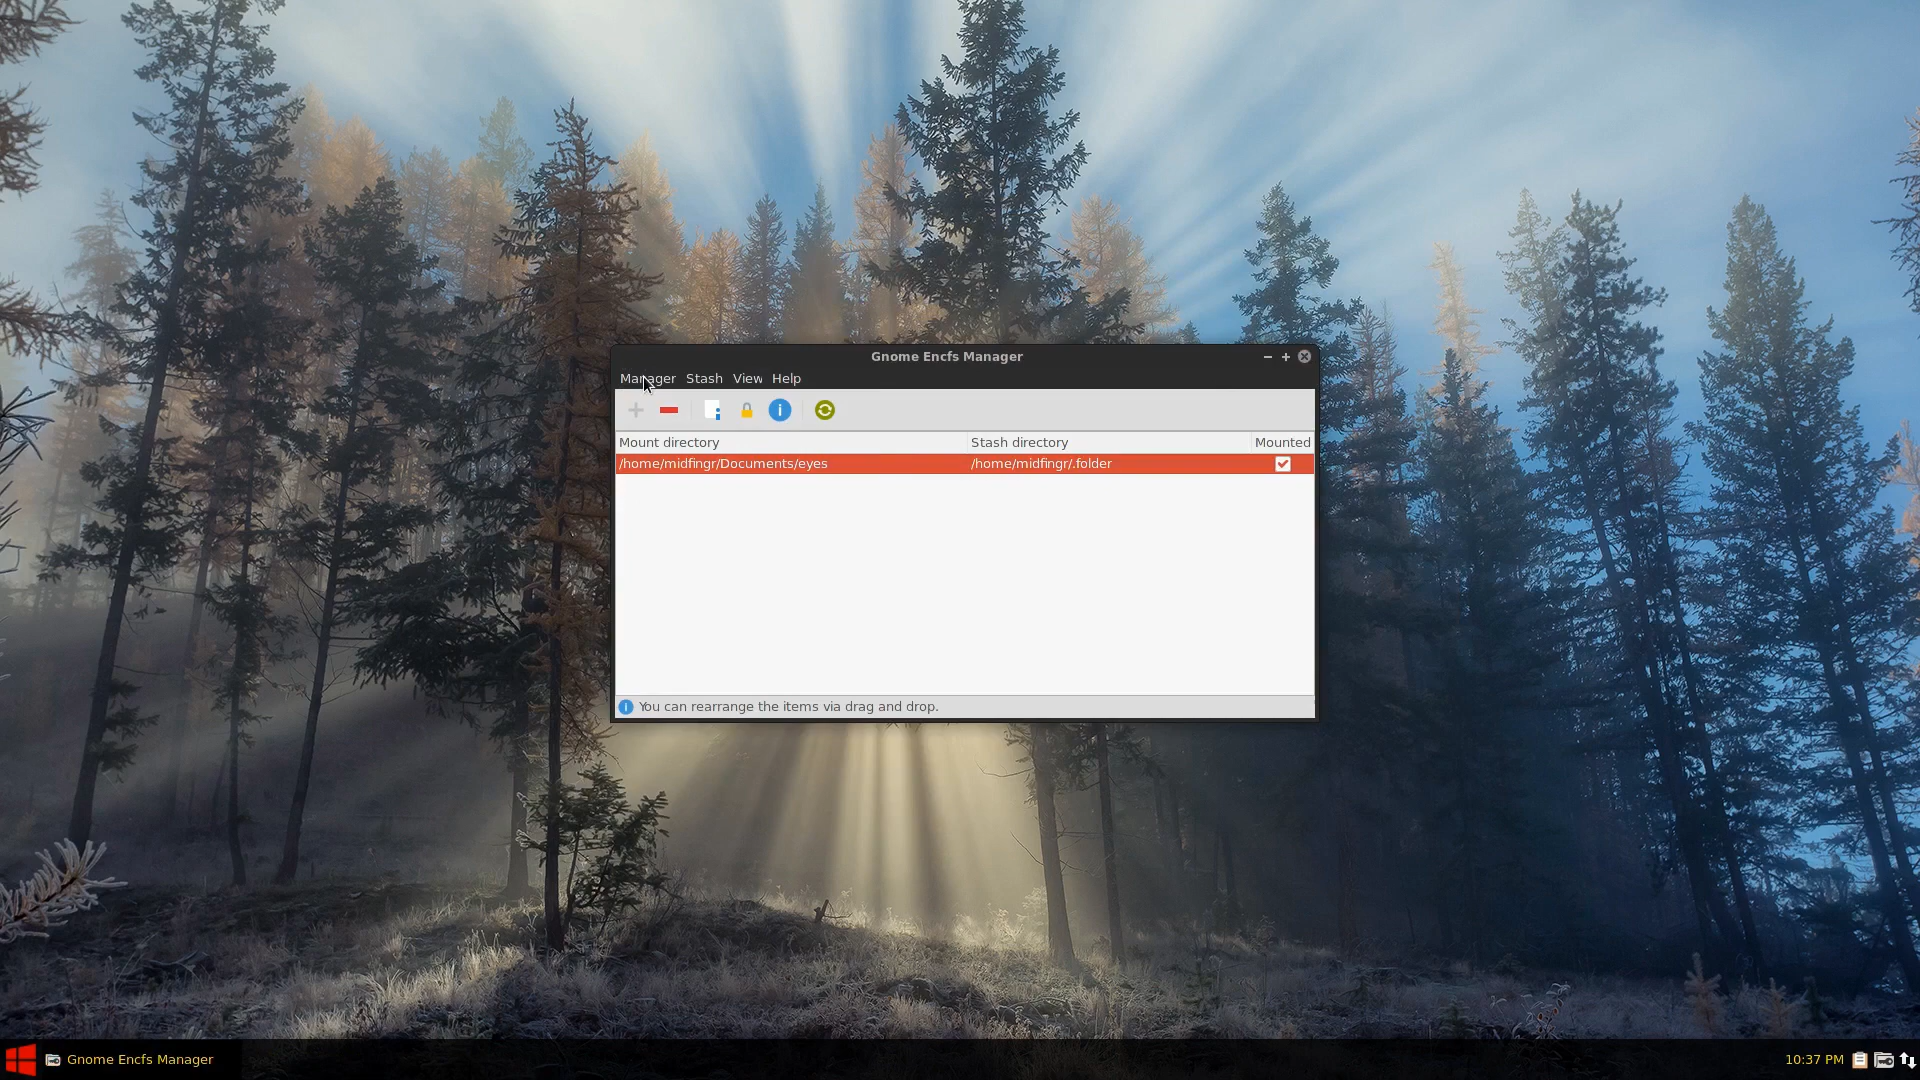 Gnome Encfs Manager
Manager Stash View Help
Mount directory Stash directory Mounted
/home/midfingr/Documents/eyes /home/midfingr/.folder
You can rearrange the items via drag and drop.
Gnome Encfs Manager 10:37 PM